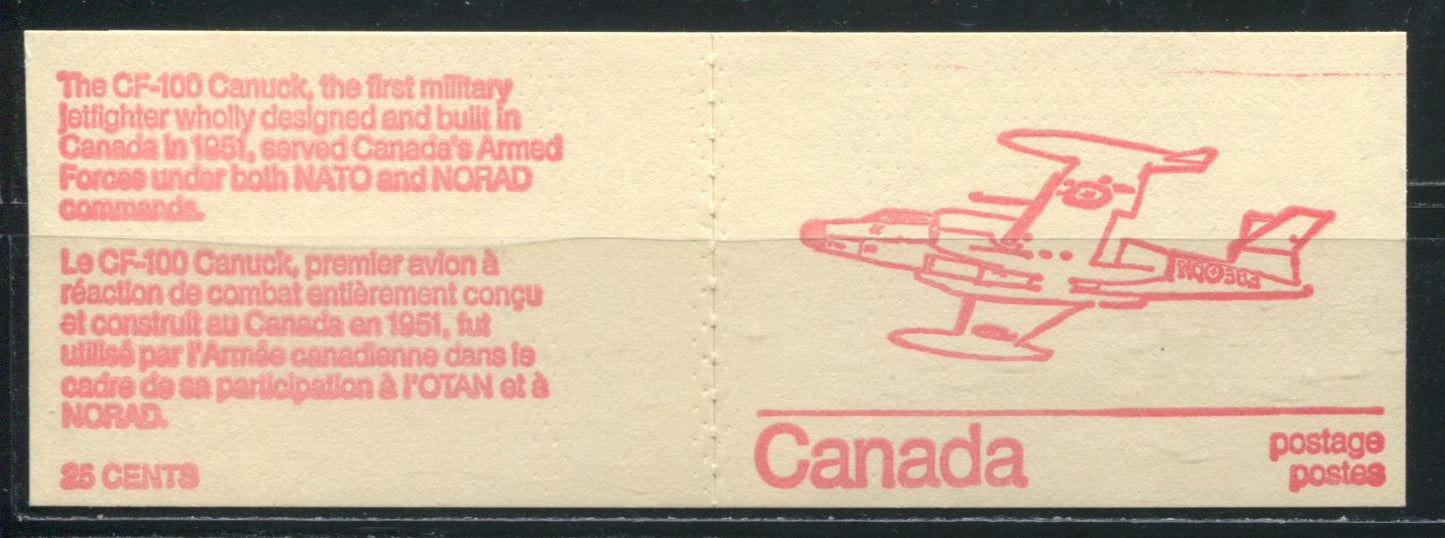 The CF-100 Canuck, the first military
jetfighter wholly designed and built in
Canada in 1951, served Canada's Armed
Forces under both NATO and NORAD
commands.
Le CF-100 Canuck, premier avion à
réaction de combat entièrement conçu
et construit au Canada en 1951, fut
utilisé par l'Armée canadienne dans le
cadre de sa participation à l'OTAN et à
NORAD.
25 CENTS
Canada
postage
postes